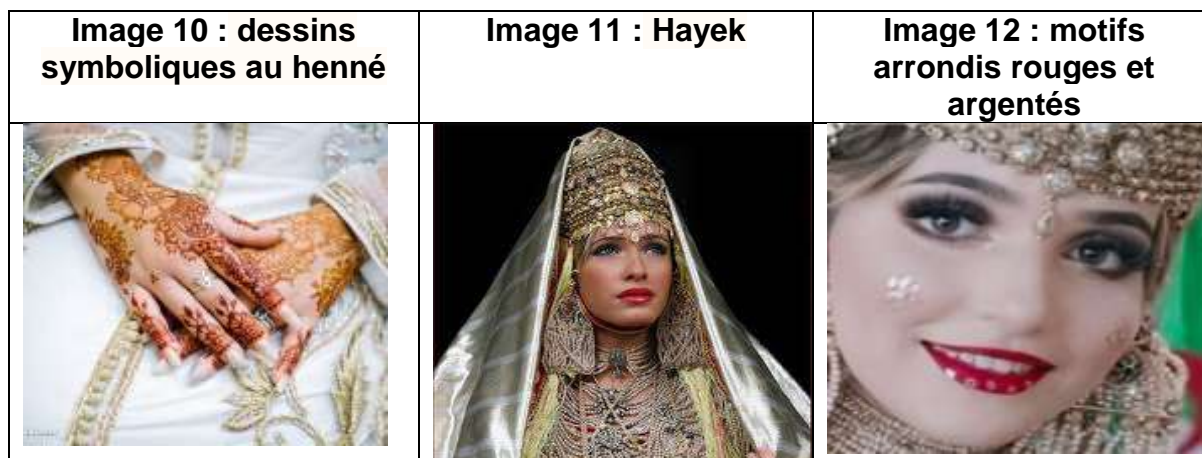 Image 10 : dessins
symboliques au henné
Image 11 : Hayek
Image 12 : motifs
arrondis rouges et
argentés